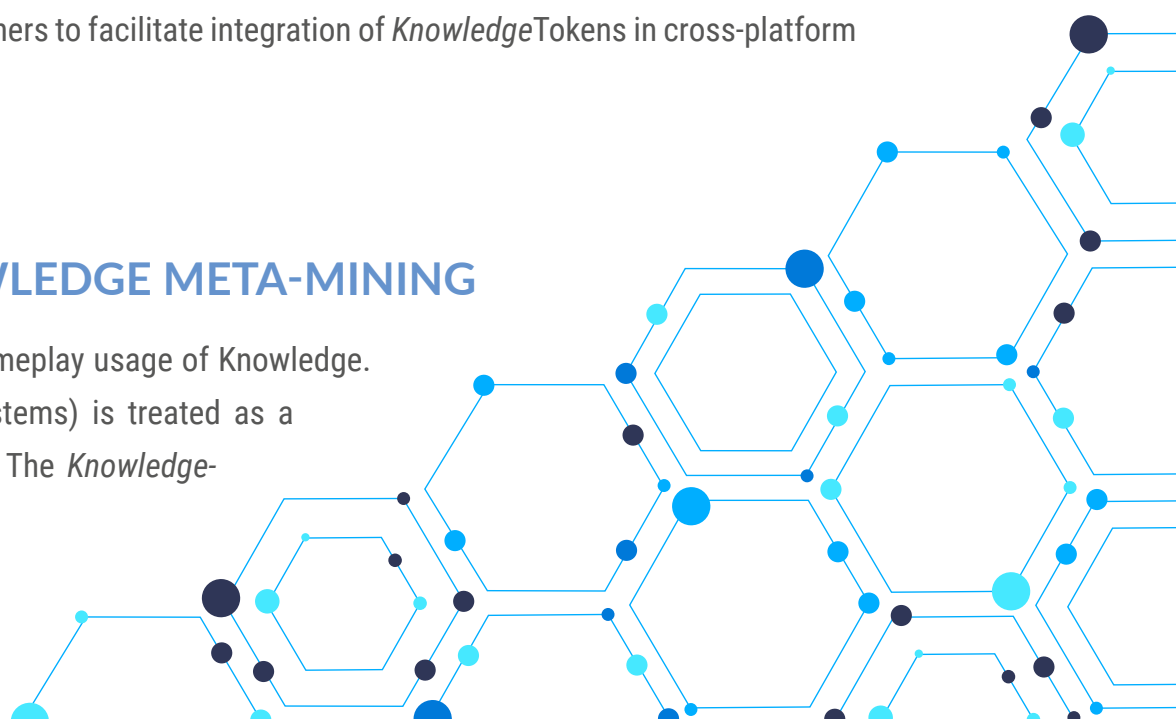 ners to facilitate integration of KnowledgeTokens in cross-platform
WLEDGE META-MINING
meplay usage of Knowledge.
stems) is treated as a
The Knowledge-